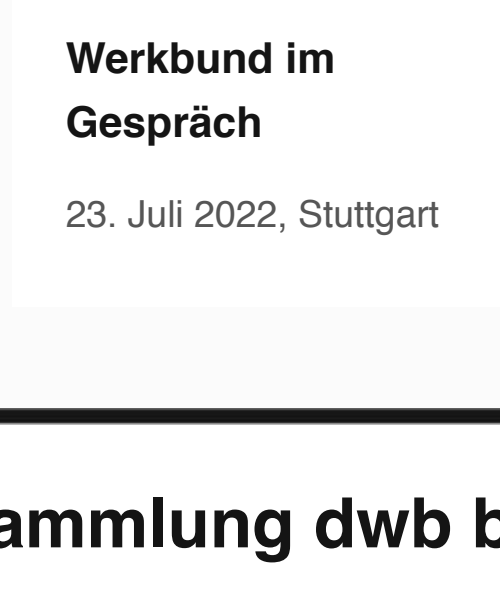 Werkbund im
Gespräch
23. Juli 2022, Stuttgart
ammlung dwb b